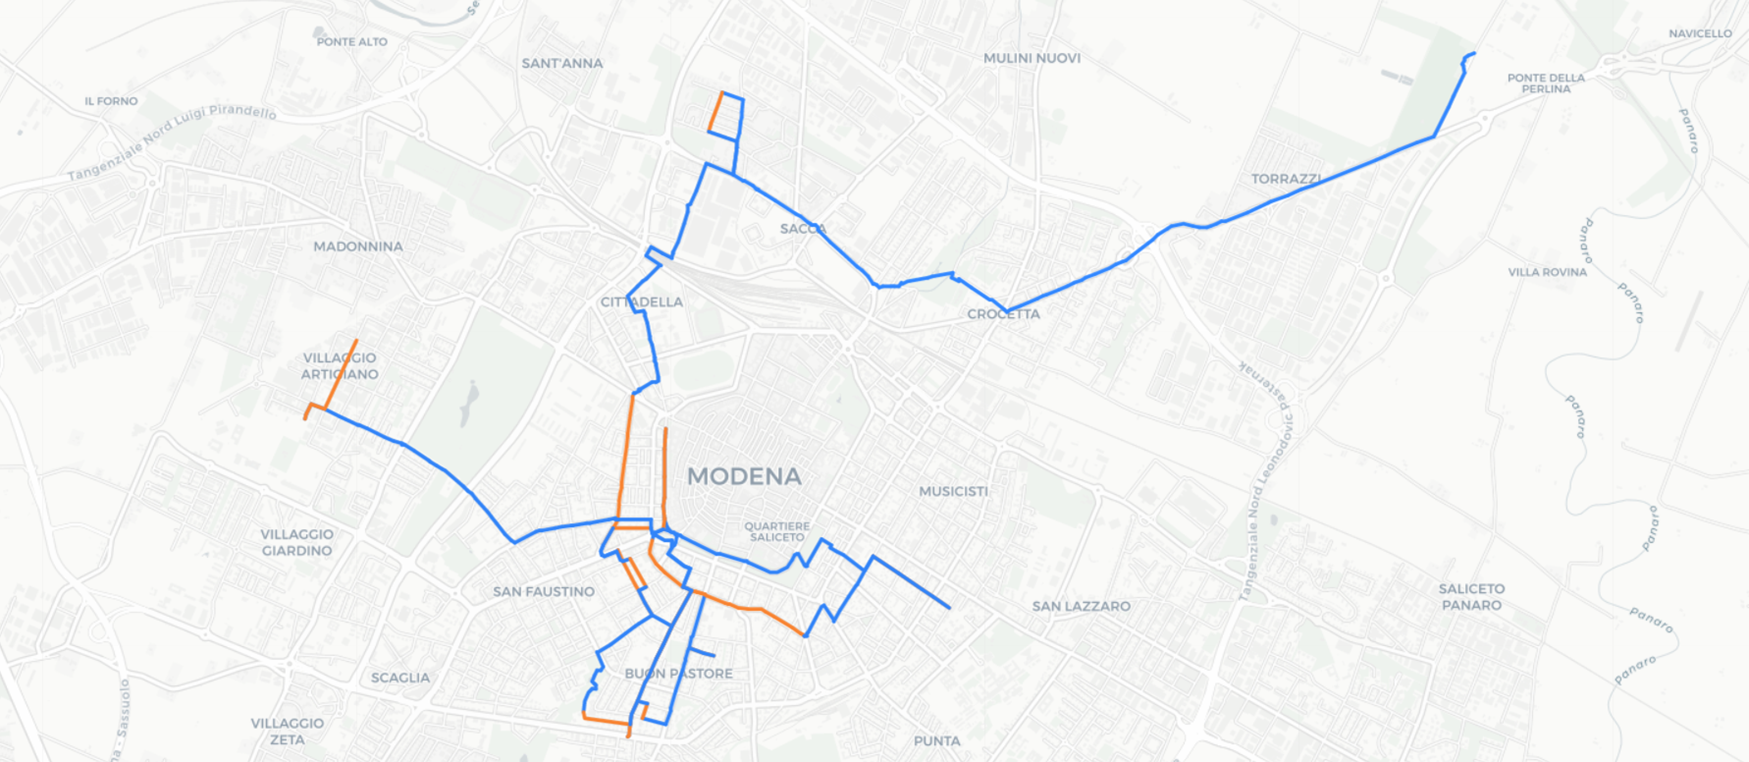 Se
NAVICELLO
PONTE ALTO
SANT'ANNA
MULINI NUOVI
PONTE DELLA
PERLINA
IL FORNO
Tangenziale Nord Luigi Pirandello
Panaro
TORRAZZI
SACCA
MADONNINA
Panaro
VILLA ROVINA
Panaro
CITTADELLA
CROCETTA
VILLAGGIO
ARTIGIANO
Tangenziale Nord Leonodovic Pasternak
Panaro
MODENA
MUSICISTI
QUARTIERE
SALICETO
Panaro
VILLAGGIO
GIARDINO
SAN FAUSTINO
SAN LAZZARO
SALICETO
PANARO
Panaro
BUON PASTORE
SCAGLIA
Panaro
VILLAGGIO
ZETA
na - Sassuolo
PUNTA